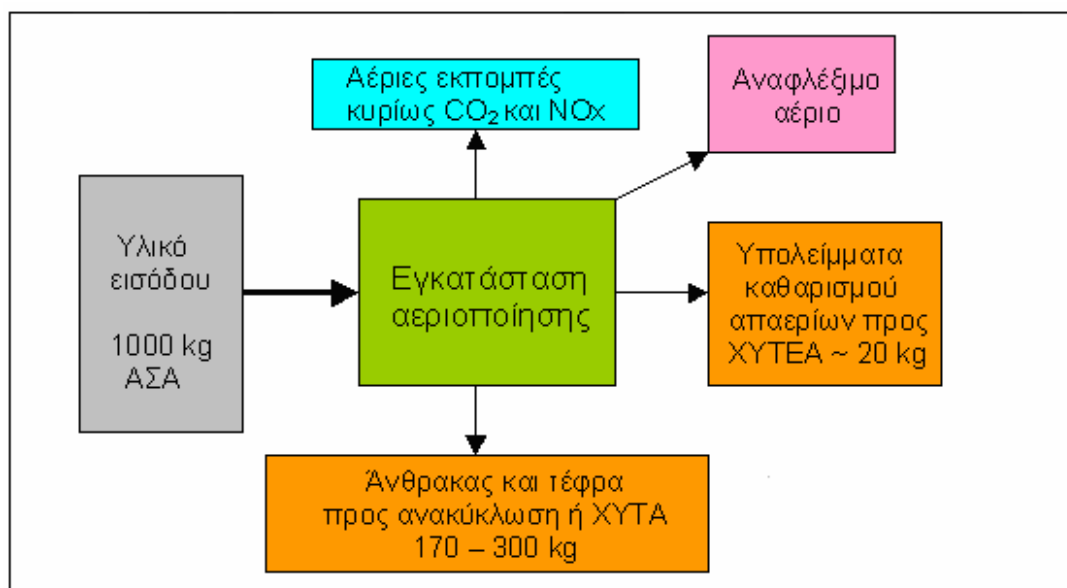 Αέριες εκπομπές
κυρίως CO₂ και NOx
Αναφλέξιμο
αέριο
Υλικό
εισόδου
1000 kg
ΑΣΑ
Εγκατάσταση
αεριοποίησης
Υπολείμματα
καθαρισμού
απαερίων προς
ΧΥΤΕΑ ~ 20 kg
Άνθρακας και τέφρα
προς ανακύκλωση ή ΧΥΤΑ
170 – 300 kg